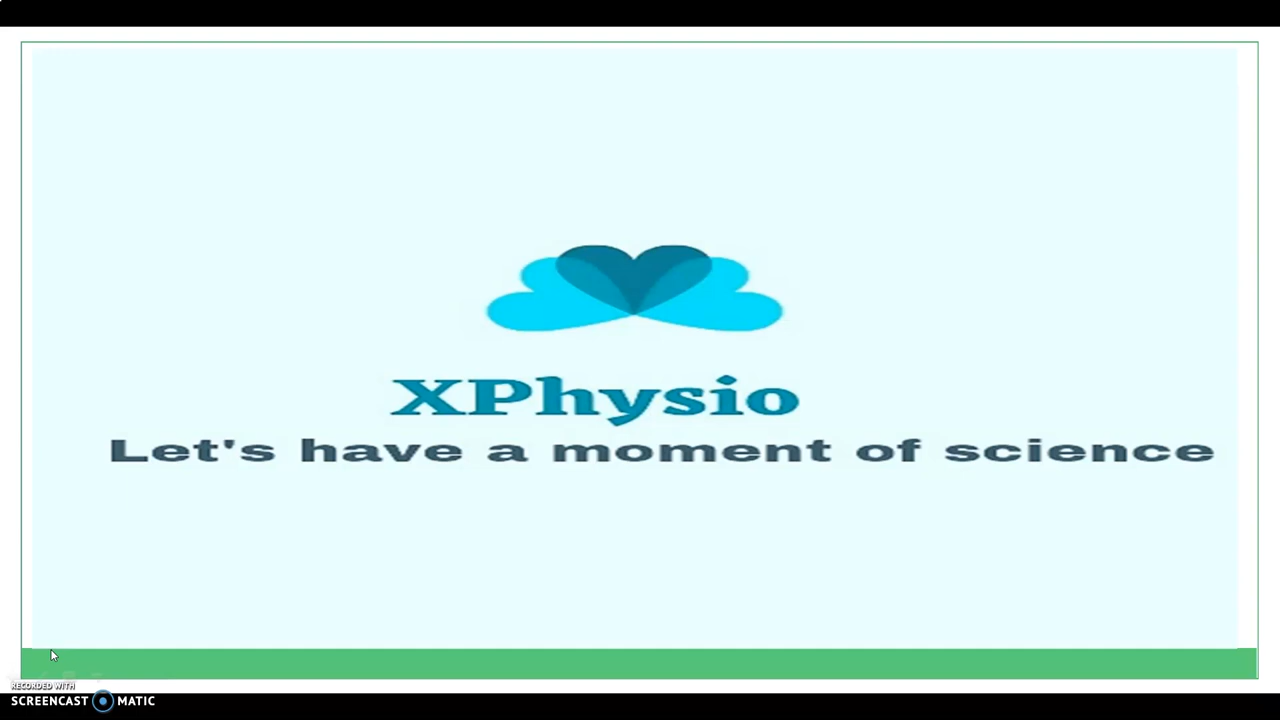 XPhysio
Let's have a moment of science
RECORDED WITH
SCREENCAST MATIC